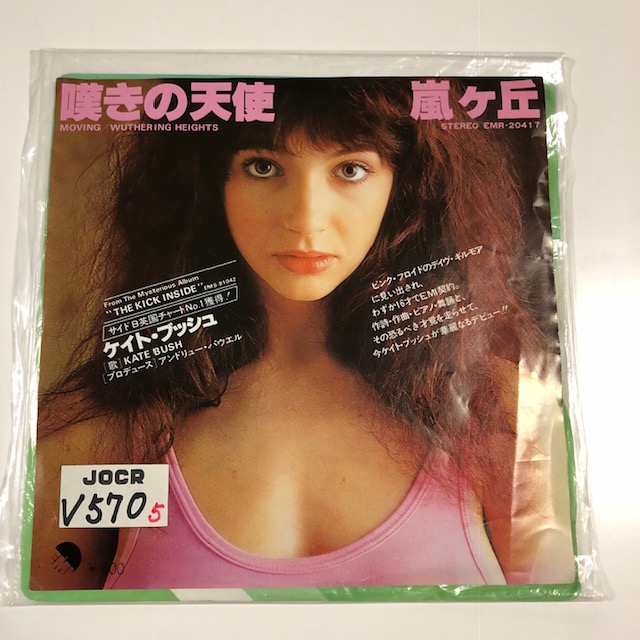 嘆きの天使
嵐ヶ丘
MOVING / WUTHERING HEIGHTS
STEREO EMR-20417
From The Mysterious Album
"THE KICK INSIDE" EMS-81042
サイドB英国チャートNo.1獲得！
ケイト・ブッシュ
[歌] KATE BUSH
[プロデュース] アンドリュー・パウエル
ピンク・フロイドのデイヴ・ギルモア
に見い出され、
わずか16才でEMI契約。
作詩・作曲・ピアノ・舞踊と、
その恐るべき才覚を走らせて、
今ケイト・ブッシュが華麗なるデビュー!!
JOCR
V570 5